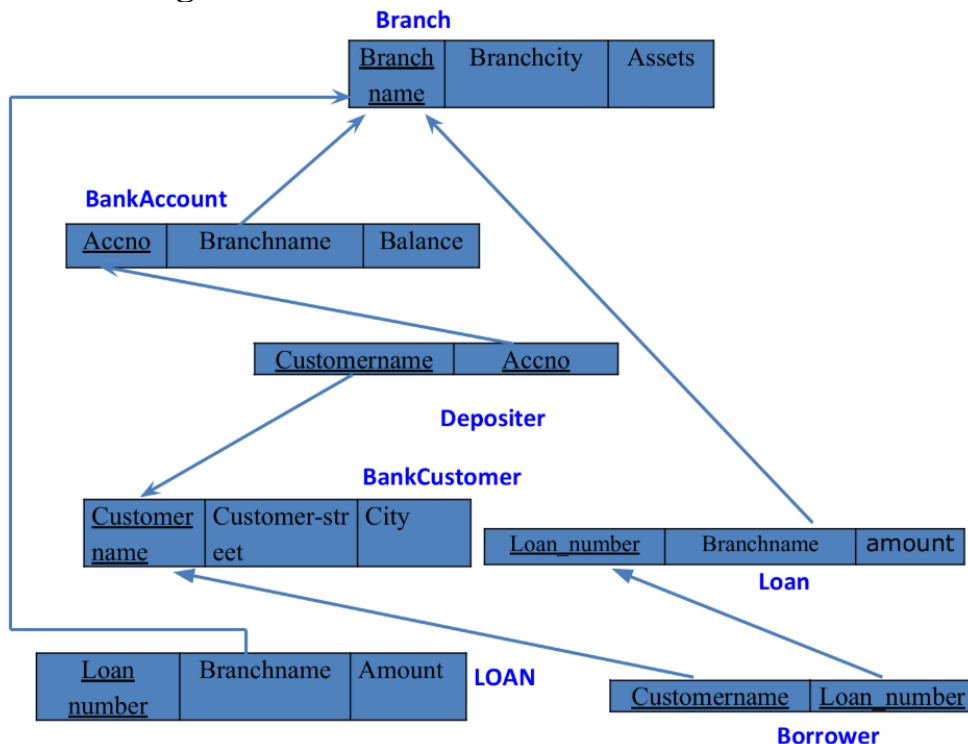 Branch
Branch Branchcity Assets
name
BankAccount
Accno Branchname Balance
Customername Accno
Depositer
BankCustomer
Customer Customer-str City
name eet
Loan_number Branchname amount
Loan
Loan Branchname Amount
number
LOAN
Customername Loan_number
Borrower